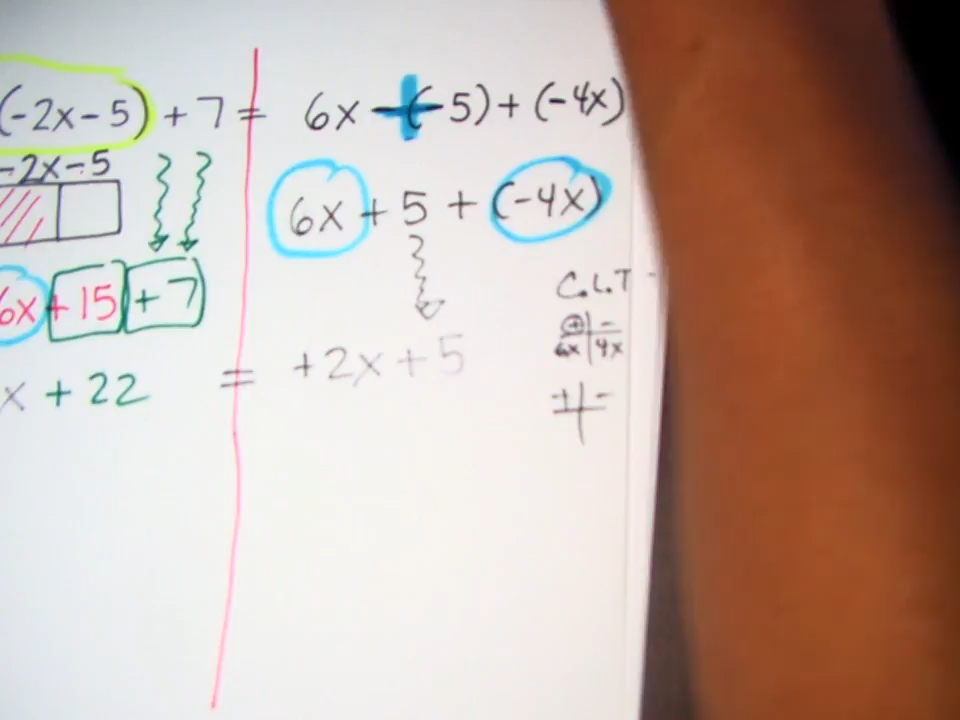 (-2x-5) + 7 = 6x -(-5) + (-4x)
-2x-5
6x + 5 + (-4x)
6x +15 +7
C.L.T -
+ -
6x 4x
x + 22 = +2x + 5
+ -